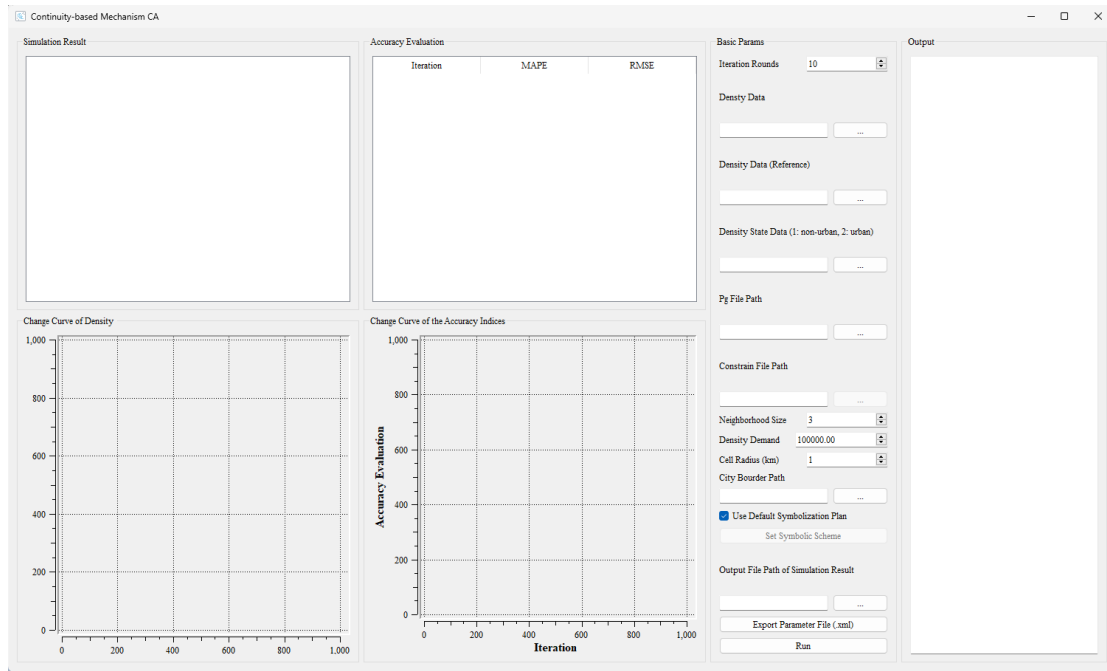 Continuity-based Mechanism CA
Simulation Result
Accuracy Evaluation
Iteration MAPE RMSE
Basic Params
Iteration Rounds 10
Densty Data
...
Density Data (Reference)
...
Density State Data (1: non-urban, 2: urban)
...
Pg File Path
...
Constrain File Path
...
Neighborhood Size 3
Density Demand 100000.00
Cell Radius (km) 1
City Bourder Path
...
Use Default Symbolization Plan
Set Symbolic Scheme
Output File Path of Simulation Result
...
Export Parameter File (.xml)
Run
Output
Change Curve of Density
1,000
800
600
400
200
0
0 200 400 600 800 1,000
Change Curve of the Accuracy Indices
Accuracy Evaluation
1,000
800
600
400
200
0
0 200 400 600 800 1,000
Iteration